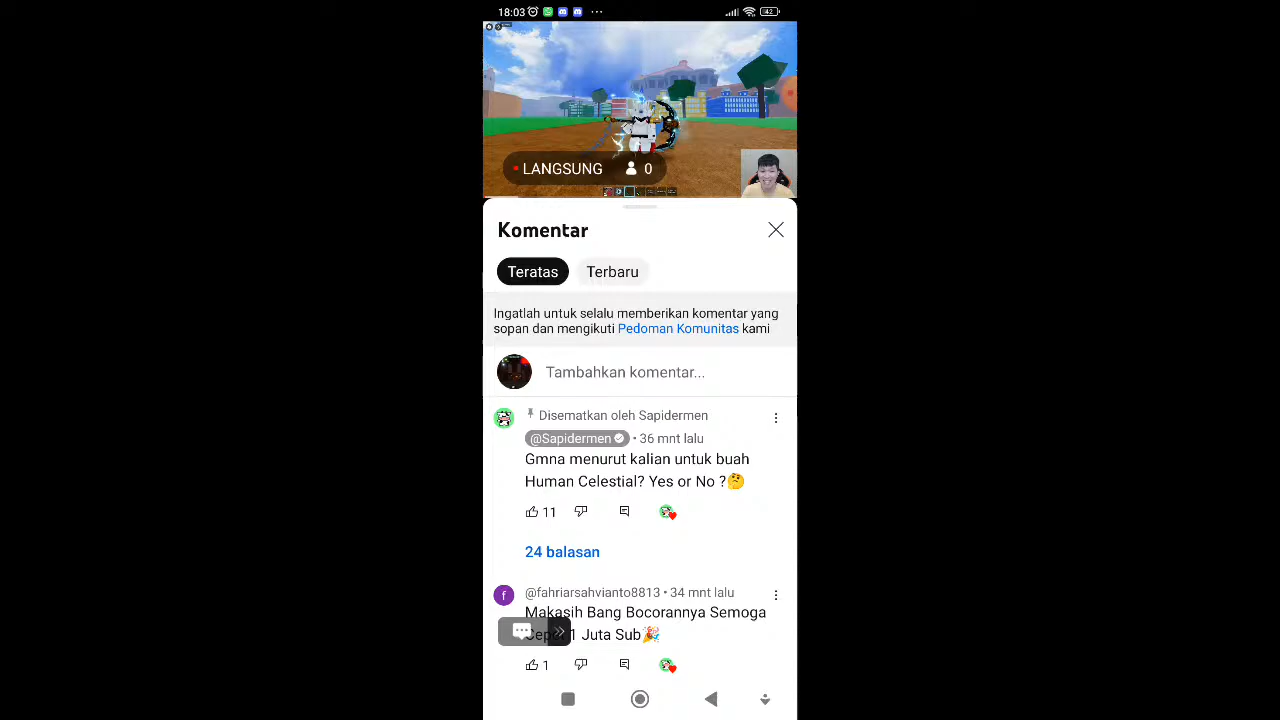 18:03
42
LANGSUNG 0
Komentar
Teratas Terbaru
Ingatlah untuk selalu memberikan komentar yang
sopan dan mengikuti Pedoman Komunitas kami
Tambahkan komentar...
Disematkan oleh Sapidermen
@Sapidermen • 36 mnt lalu
Gmna menurut kalian untuk buah
Human Celestial? Yes or No ?🤔
11
24 balasan
f
@fahriarsahvianto8813 • 34 mnt lalu
Makasih Bang Bocorannya Semoga
1 Juta Sub🎉
1